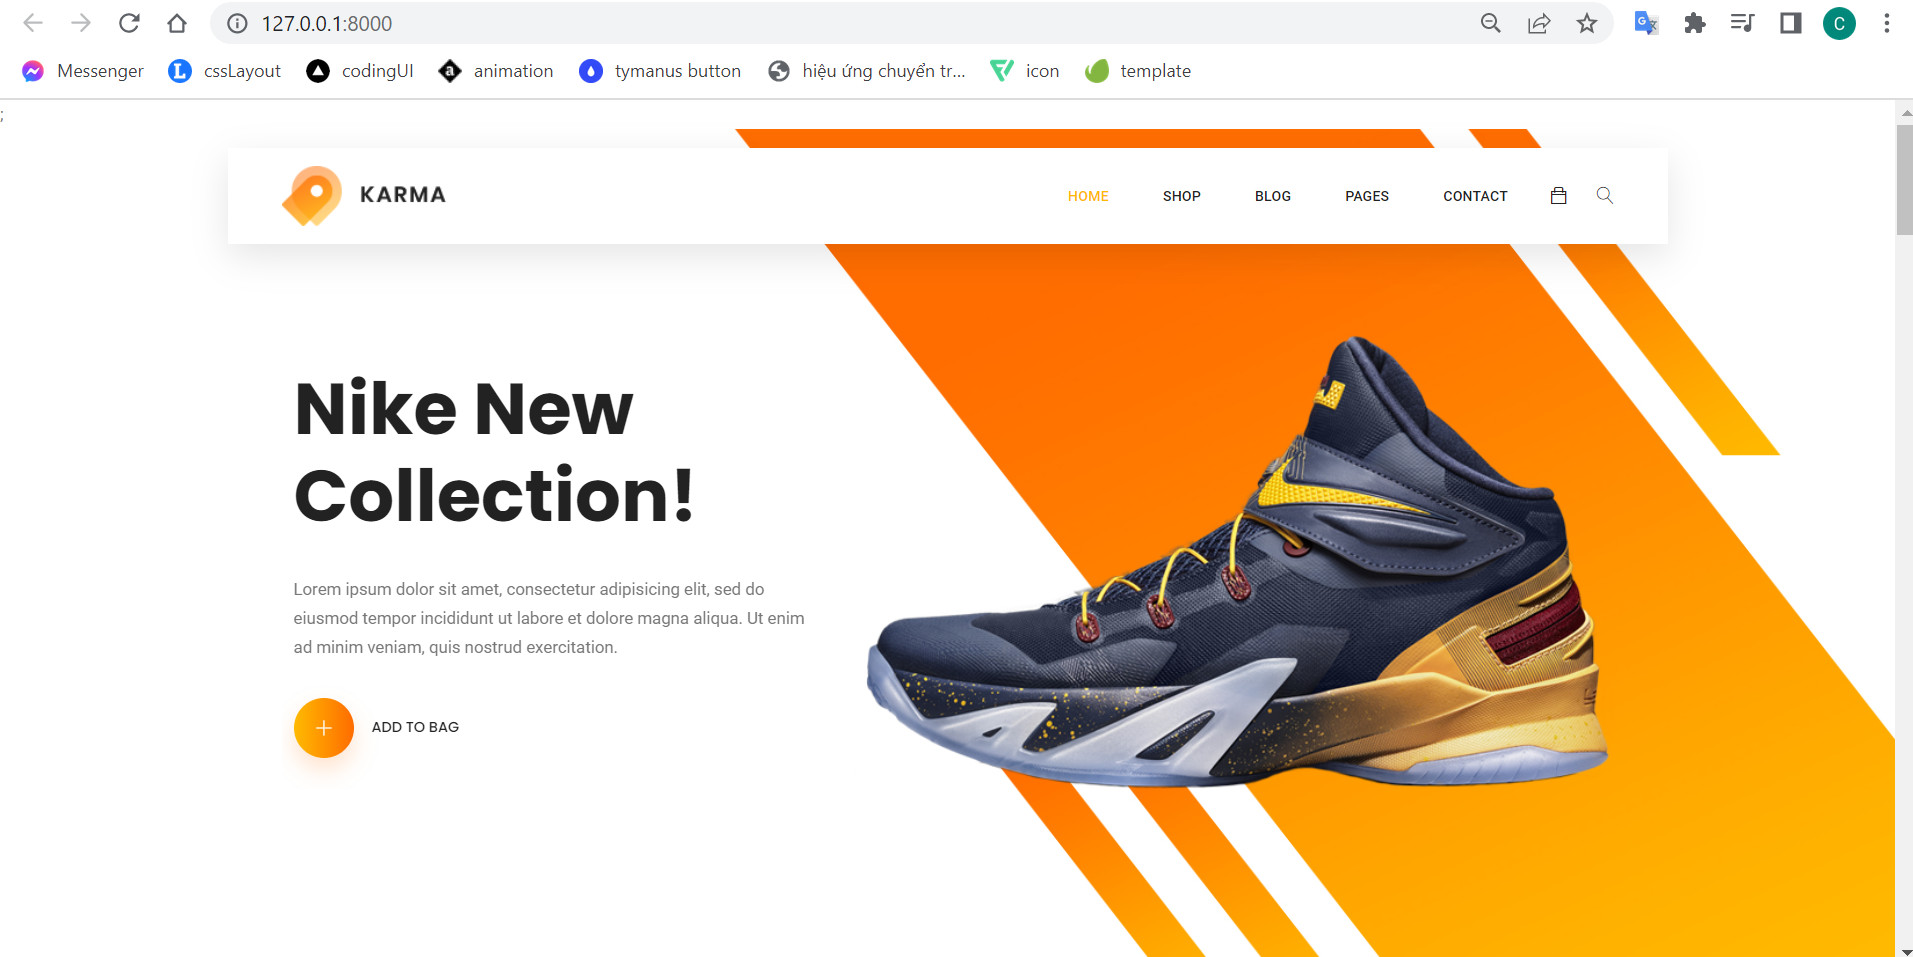 127.0.0.1:8000
Messenger cssLayout codingUI animation tymanus button hiệu ứng chuyển tr... icon template
C
;
KARMA HOME SHOP BLOG PAGES CONTACT
Nike New
Collection!
Lorem ipsum dolor sit amet, consectetur adipisicing elit, sed do
eiusmod tempor incididunt ut labore et dolore magna aliqua. Ut enim
ad minim veniam, quis nostrud exercitation.
ADD TO BAG